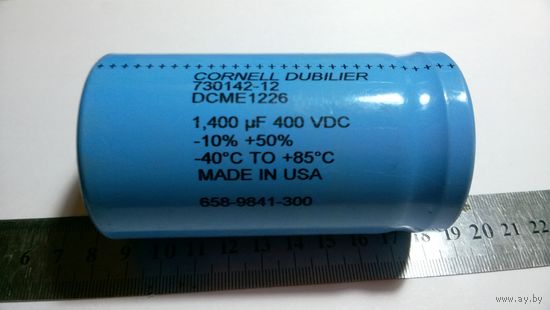 +++++++++++++++++++++++++++++++++++++++
CORNELL DUBILIER
730142-12
DCME1226
1,400 µF 400 VDC
-10% +50%
-40°C TO +85°C
MADE IN USA
658-9841-300
6 7 8 9 10 11 12 13 14 15 16 17 18 19 20 21 22
www.ay.by